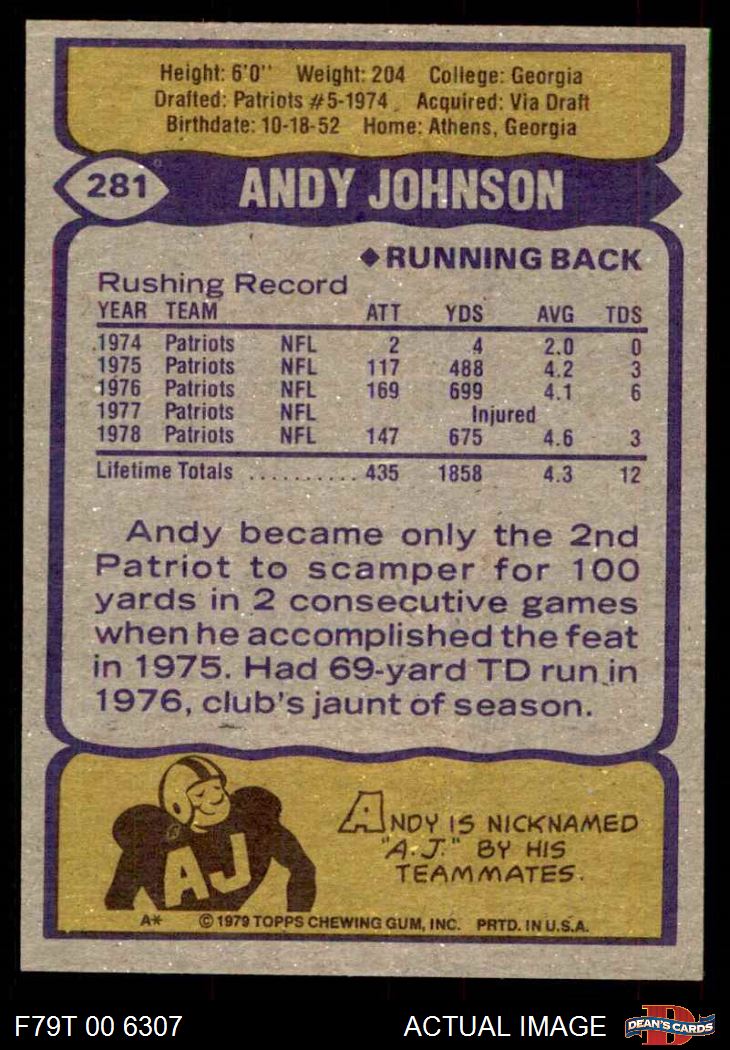 Height: 6'0" Weight: 204 College: Georgia
Drafted: Patriots #5-1974 Acquired: Via Draft
Birthdate: 10-18-52 Home: Athens, Georgia
281 ANDY JOHNSON
◆RUNNING BACK
Rushing Record
YEAR TEAM ATT YDS AVG TDS
1974 Patriots NFL 2 4 2.0 0
1975 Patriots NFL 117 488 4.2 3
1976 Patriots NFL 169 699 4.1 6
1977 Patriots NFL Injured
1978 Patriots NFL 147 675 4.6 3
Lifetime Totals .......... 435 1858 4.3 12
Andy became only the 2nd
Patriot to scamper for 100
yards in 2 consecutive games
when he accomplished the feat
in 1975. Had 69-yard TD run in
1976, club's jaunt of season.
AJ
ANDY IS NICKNAMED
"A.J." BY HIS
TEAMMATES.
A* © 1979 TOPPS CHEWING GUM, INC. PRTD. IN U.S.A.
F79T 00 6307 ACTUAL IMAGE D DEAN'S CARDS